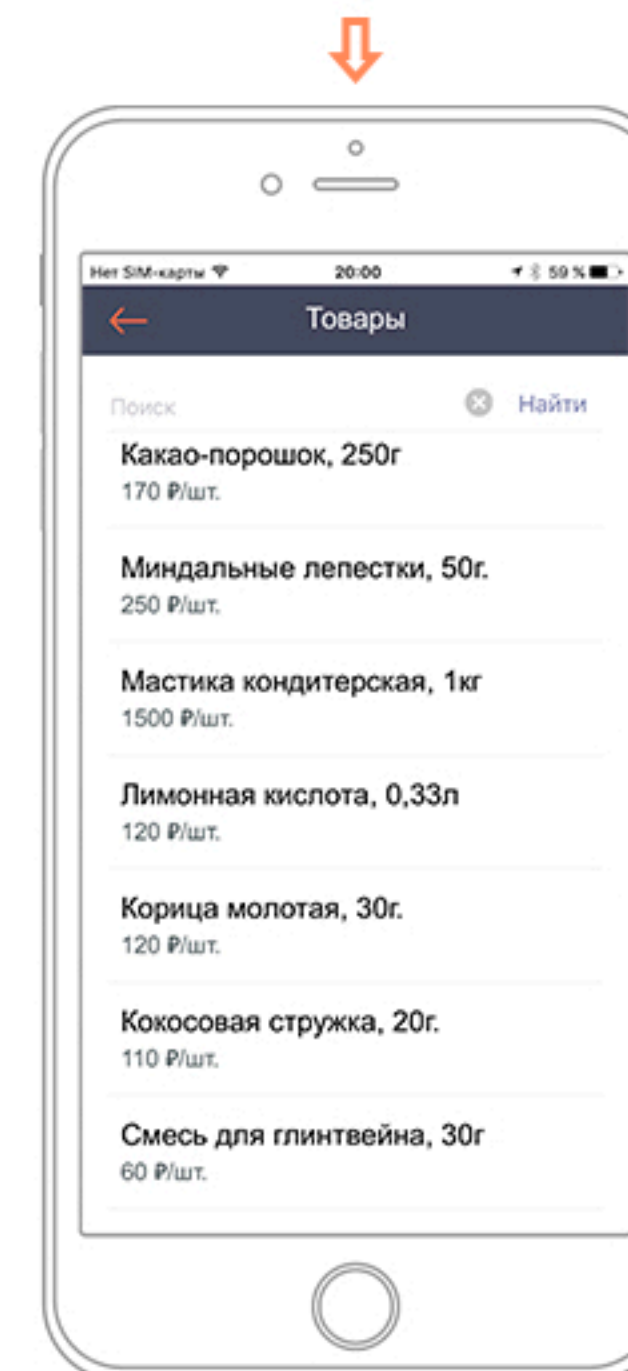 Нет SIM-карты 20:00 59 %
Товары
Поиск Найти
Какао-порошок, 250г
170 ₽/шт.
Миндальные лепестки, 50г.
250 ₽/шт.
Мастика кондитерская, 1кг
1500 ₽/шт.
Лимонная кислота, 0,33л
120 ₽/шт.
Корица молотая, 30г.
120 ₽/шт.
Кокосовая стружка, 20г.
110 ₽/шт.
Смесь для глинтвейна, 30г
60 ₽/шт.